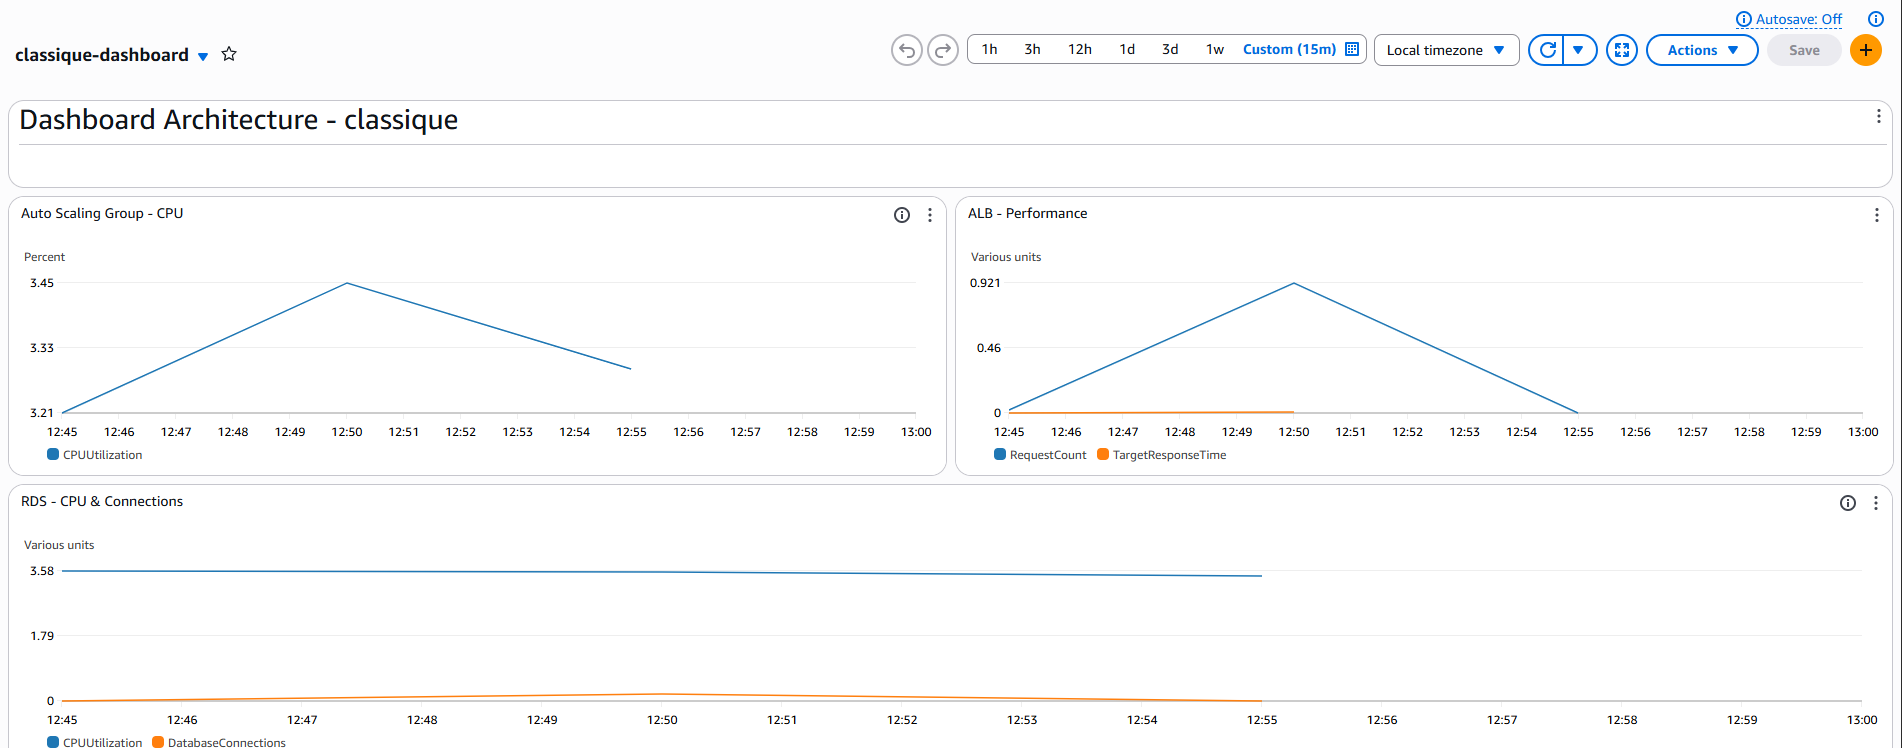 Autosave: Off
classique-dashboard
1h 3h 12h 1d 3d 1w Custom (15m) Local timezone Actions Save
Dashboard Architecture - classique
Auto Scaling Group - CPU
Percent
3.45
3.33
3.21
12:45 12:46 12:47 12:48 12:49 12:50 12:51 12:52 12:53 12:54 12:55 12:56 12:57 12:58 12:59 13:00
CPUUtilization
ALB - Performance
Various units
0.921
0.46
0
12:45 12:46 12:47 12:48 12:49 12:50 12:51 12:52 12:53 12:54 12:55 12:56 12:57 12:58 12:59 13:00
RequestCount TargetResponseTime
RDS - CPU & Connections
Various units
3.58
1.79
0
12:45 12:46 12:47 12:48 12:49 12:50 12:51 12:52 12:53 12:54 12:55 12:56 12:57 12:58 12:59 13:00
CPUUtilization DatabaseConnections